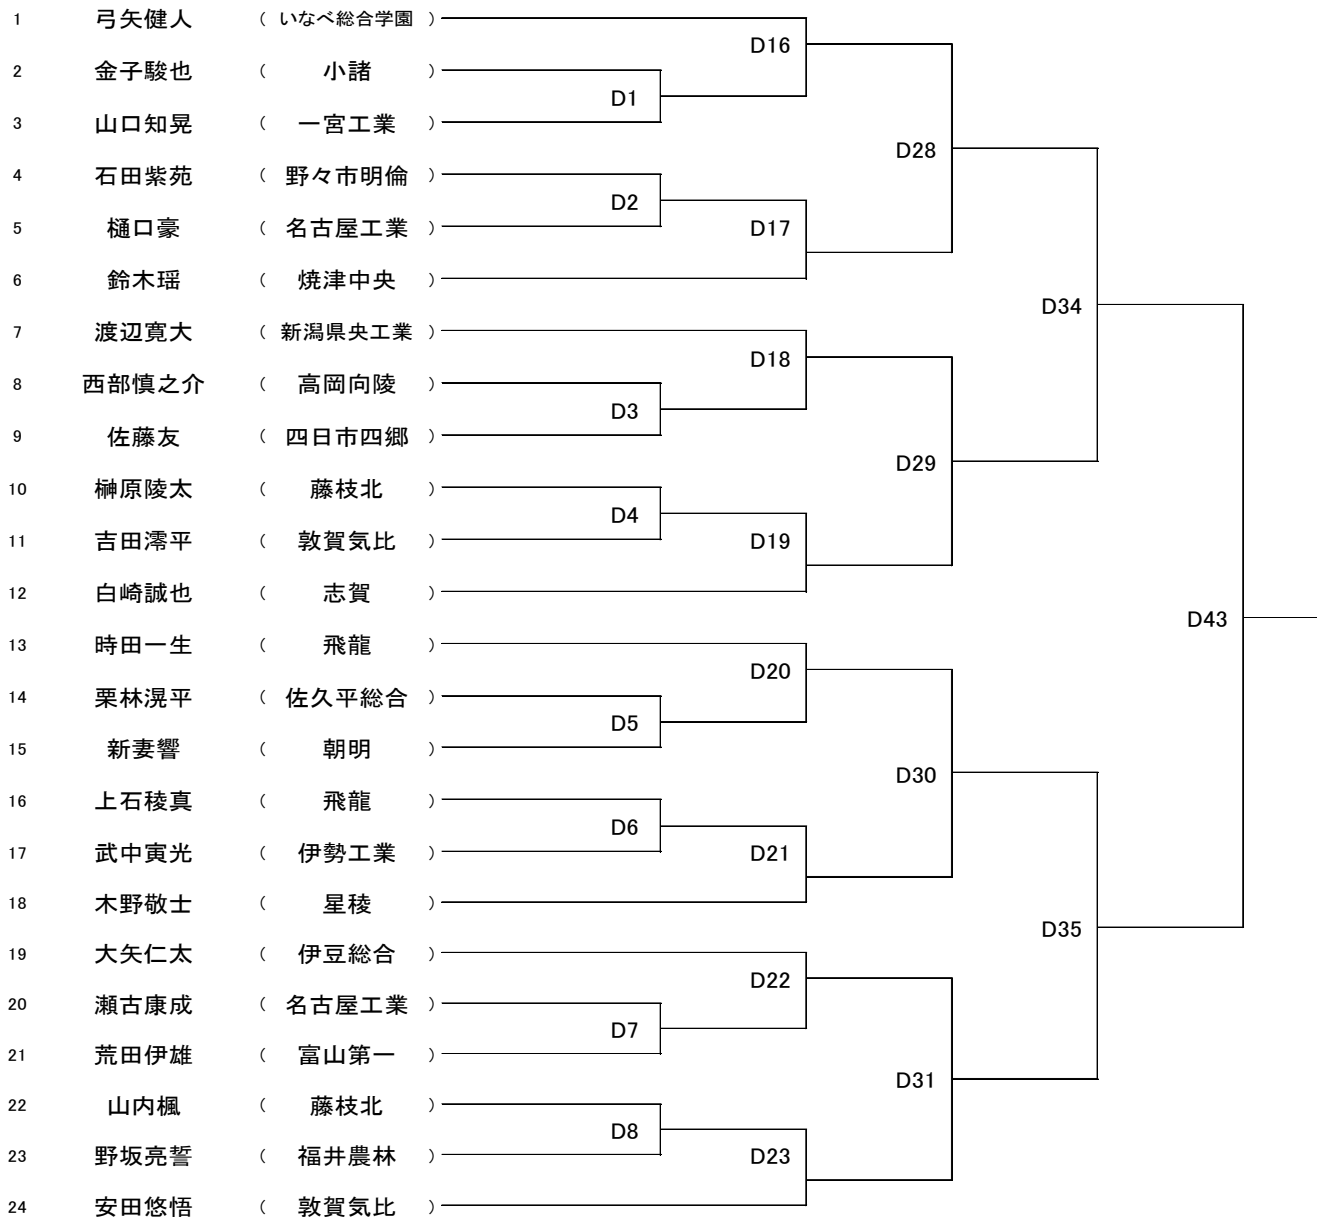 1 弓矢健人 ( いなべ総合学園 )
D16
2 金子駿也 ( 小諸 )
D1
3 山口知晃 ( 一宮工業 )
D28
4 石田紫苑 ( 野々市明倫 )
D2
5 樋口豪 ( 名古屋工業 ) D17
6 鈴木瑶 ( 焼津中央 )
D34
7 渡辺寛大 ( 新潟県央工業 )
D18
8 西部慎之介 ( 高岡向陵 )
D3
9 佐藤友 ( 四日市四郷 )
D29
10 榊原陵太 ( 藤枝北 )
D4
11 吉田澪平 ( 敦賀気比 ) D19
12 白崎誠也 ( 志賀 )
D43
13 時田一生 ( 飛龍 )
D20
14 栗林滉平 ( 佐久平総合 )
D5
15 新妻響 ( 朝明 )
D30
16 上石稜真 ( 飛龍 )
D6
17 武中寅光 ( 伊勢工業 ) D21
18 木野敬士 ( 星稜 )
D35
19 大矢仁太 ( 伊豆総合 )
D22
20 瀬古康成 ( 名古屋工業 )
D7
21 荒田伊雄 ( 富山第一 )
D31
22 山内楓 ( 藤枝北 )
D8
23 野坂亮誓 ( 福井農林 ) D23
24 安田悠悟 ( 敦賀気比 )